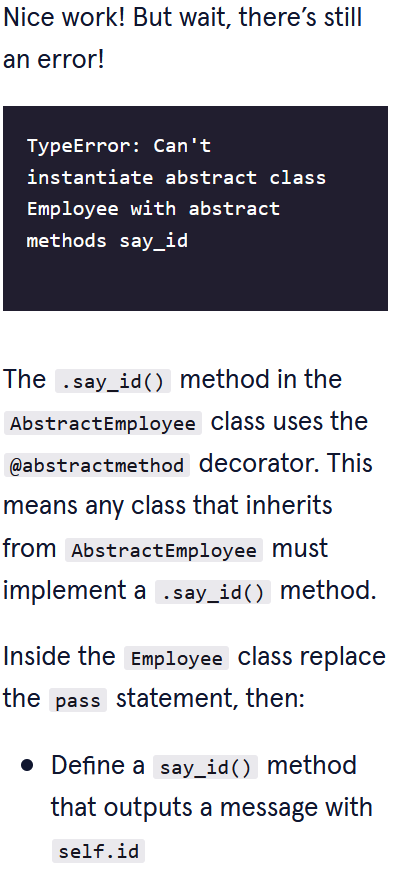 Nice work! But wait, there’s still
an error!
TypeError: Can't
instantiate abstract class
Employee with abstract
methods say_id
The .say_id() method in the
AbstractEmployee class uses the
@abstractmethod decorator. This
means any class that inherits
from AbstractEmployee must
implement a .say_id() method.
Inside the Employee class replace
the pass statement, then:
• Define a say_id() method
that outputs a message with
self.id